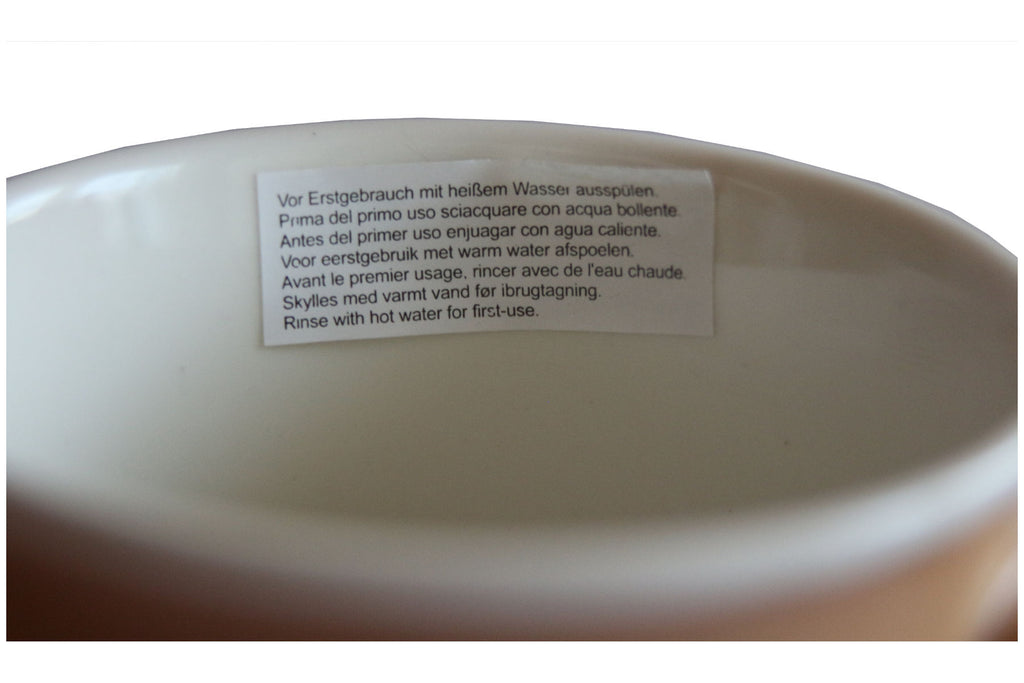 Vor Erstgebrauch mit heißem Wasser ausspülen.
Prima del primo uso sciacquare con acqua bollente.
Antes del primer uso enjuagar con agua caliente.
Voor eerstgebruik met warm water afspoelen.
Avant le premier usage, rincer avec de l'eau chaude.
Skylles med varmt vand før ibrugtagning.
Rinse with hot water for first-use.